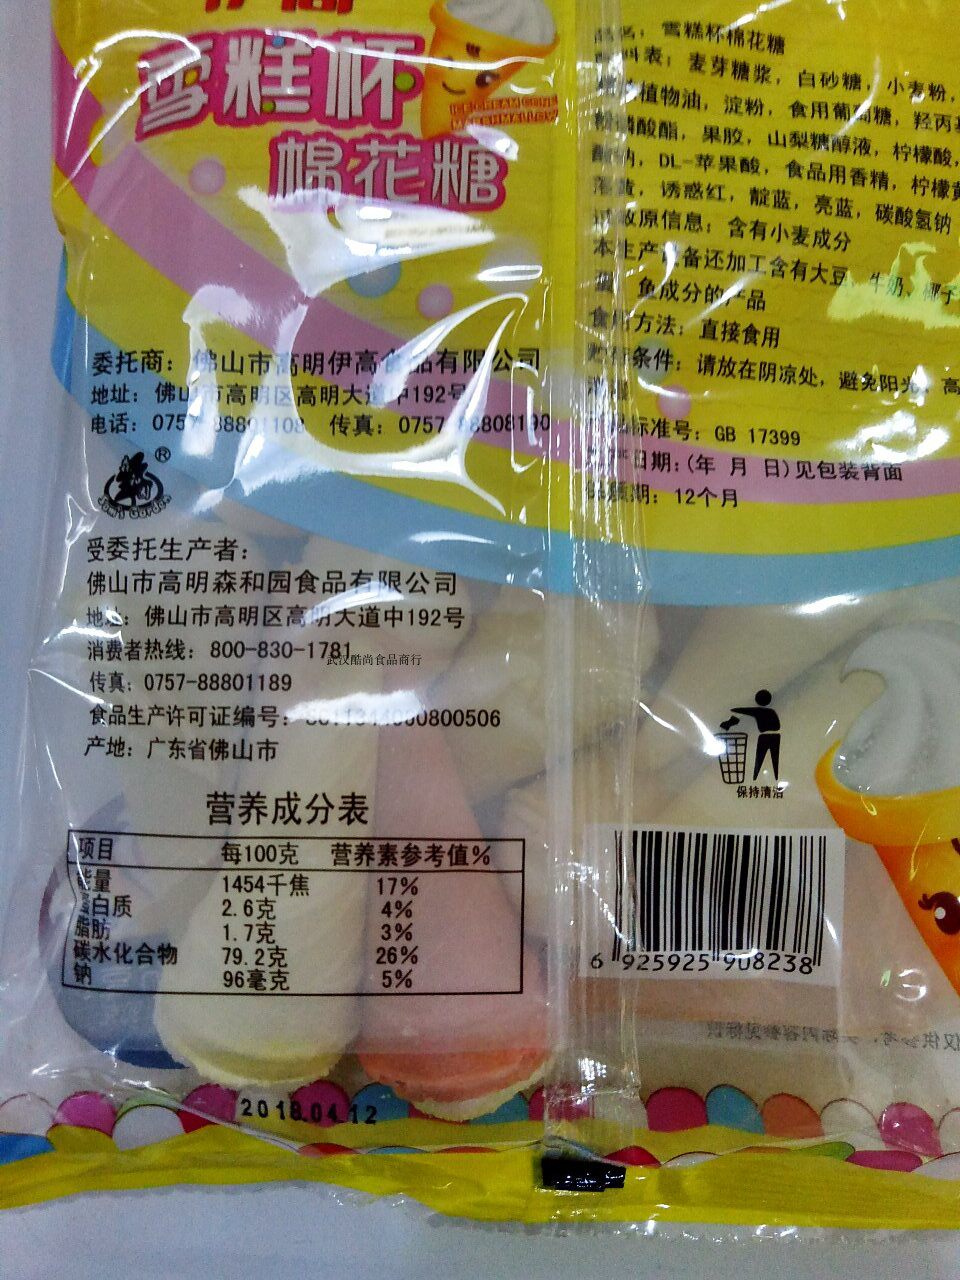 雪糕杯
棉花糖
ICE CREAM CONE
MARSHMALLOW
委托商：佛山市高明伊高食品有限公司
地址：佛山市高明区高明大道中192号
电话：0757 传真：0757
受委托生产者：
佛山市高明森和园食品有限公司
地址：佛山市高明区高明大道中192号
消费者热线：800-830-1781
武汉酷尚食品商行
传真：0757-88801189
食品生产许可证编号：
产地：广东省佛山市
营养成分表
项目 每100克 营养素参考值%
能量 1454千焦 17%
蛋白质 2.6克 4%
脂肪 1.7克 3%
碳水化合物 79.2克 26%
钠 96毫克 5%
2018.04.12
品名：雪糕杯棉花糖
配料表：麦芽糖浆，白砂糖，小麦粉，
植物油，淀粉，食用葡萄糖，羟丙基
磷酸酯，果胶，山梨糖醇液，柠檬酸，
酸钠，DL-苹果酸，食品用香精，柠檬黄
落黄，诱惑红，靛蓝，亮蓝，碳酸氢钠
过敏原信息：含有小麦成分
本生产设备还加工含有大豆、牛奶、椰子
鱼成分的产品
食用方法：直接食用
贮存条件：请放在阴凉处，避免阳光、高
产品标准号：GB 17399
日期：(年 月 日)见包装背面
保质期：12个月
保持清洁
6 925925 908238